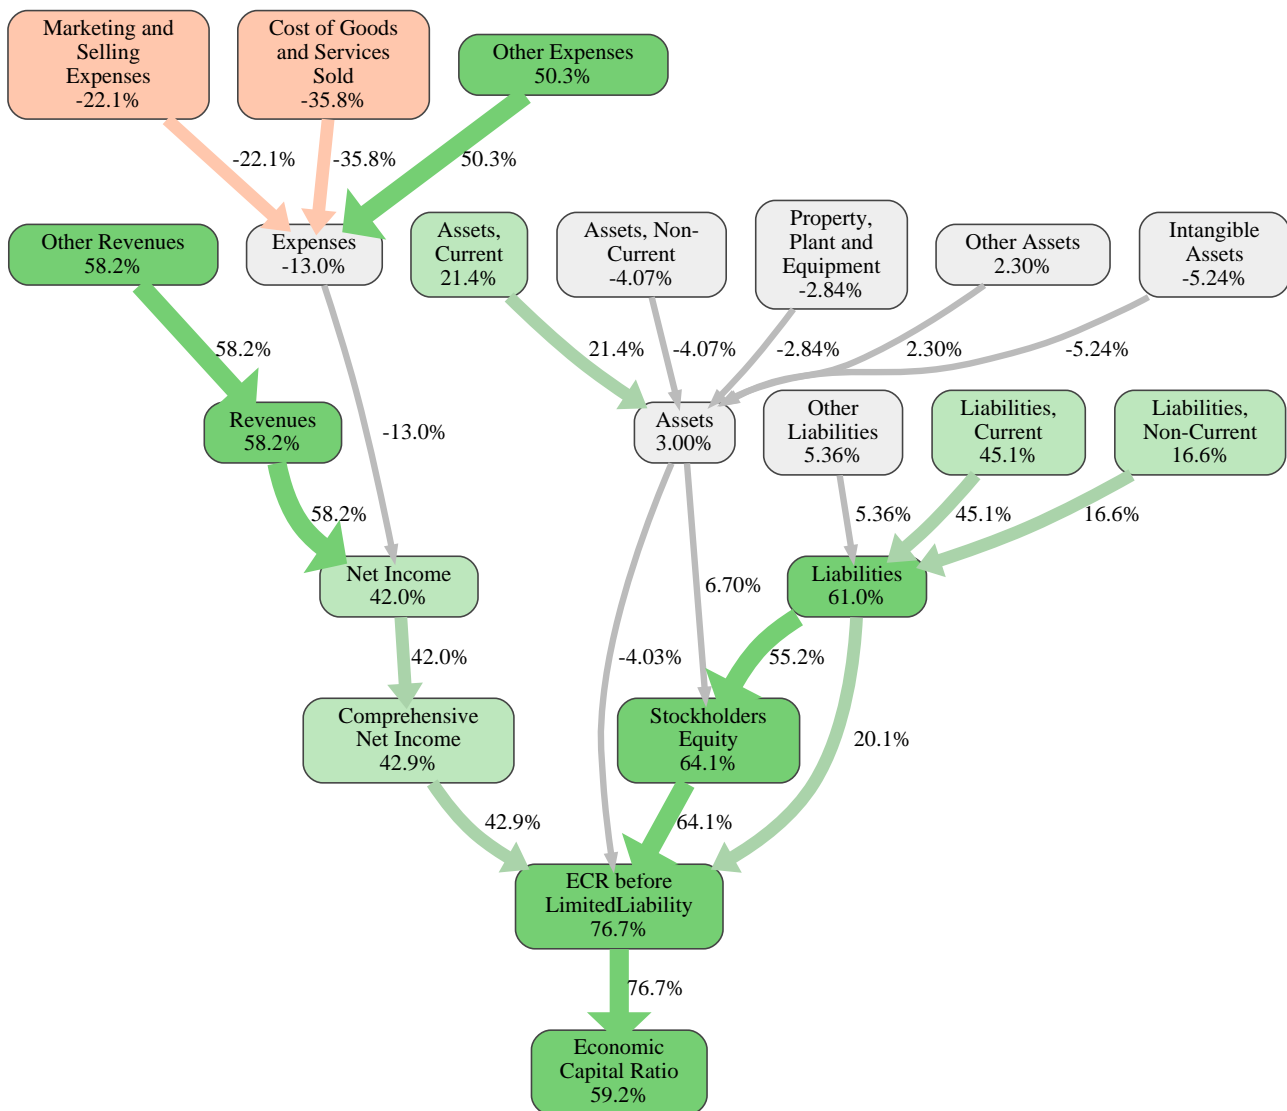 Marketing and
Selling
Expenses
-22.1%
Cost of Goods
and Services
Sold
-35.8%
Other Expenses
50.3%
-22.1%
-35.8%
50.3%
Other Revenues
58.2%
Expenses
-13.0%
Assets,
Current
21.4%
Assets, Non-
Current
-4.07%
Property,
Plant and
Equipment
-2.84%
Other Assets
2.30%
Intangible
Assets
-5.24%
58.2%
21.4%
-4.07%
-2.84%
2.30%
-5.24%
Revenues
58.2%
-13.0%
Assets
3.00%
Other
Liabilities
5.36%
Liabilities,
Current
45.1%
Liabilities,
Non-Current
16.6%
58.2%
5.36%
45.1%
16.6%
Net Income
42.0%
6.70%
Liabilities
61.0%
42.0%
-4.03%
55.2%
Comprehensive
Net Income
42.9%
Stockholders
Equity
64.1%
20.1%
42.9%
64.1%
ECR before
LimitedLiability
76.7%
76.7%
Economic
Capital Ratio
59.2%